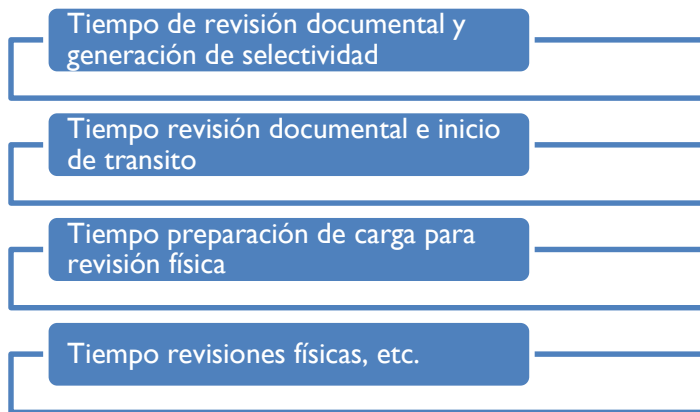 Tiempo de revisión documental y
generación de selectividad
Tiempo revisión documental e inicio
de transito
Tiempo preparación de carga para
revisión física
Tiempo revisiones físicas, etc.